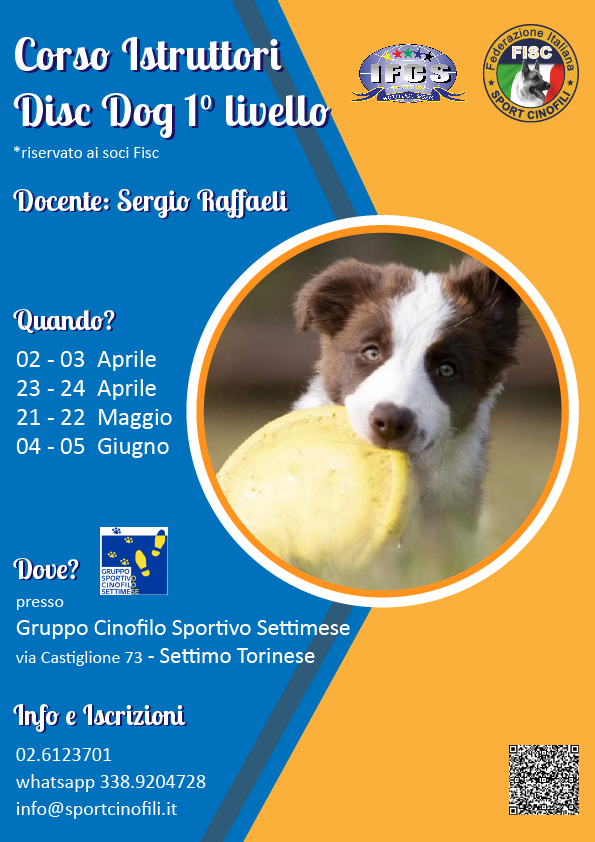 Corso Istruttori
Disc Dog 1° livello
*riservato ai soci Fisc
IFCS
Federazione Italiana
FISC
SPORT CINOFILI
Docente: Sergio Raffaeli
Quando?
02 - 03 Aprile
23 - 24 Aprile
21 - 22 Maggio
04 - 05 Giugno
GRUPPO
SPORTIVO
CINOFILO
SETTIMESE
Dove?
presso
Gruppo Cinofilo Sportivo Settimese
via Castiglione 73 - Settimo Torinese
Info e Iscrizioni
02.6123701
whatsapp 338.9204728
info@sportcinofili.it